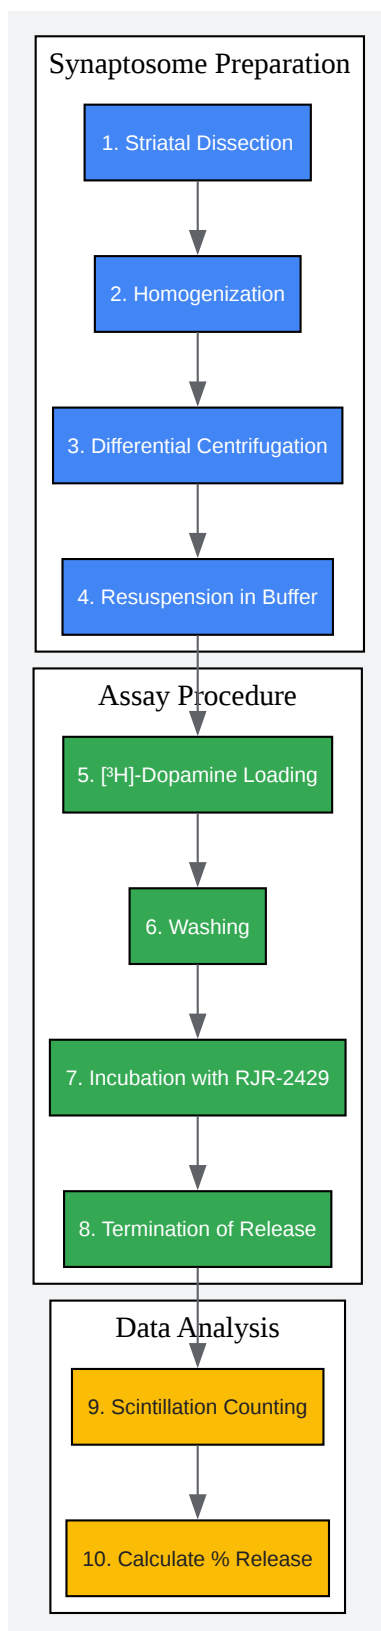 Synaptosome Preparation
1. Striatal Dissection
2. Homogenization
3. Differential Centrifugation
4. Resuspension in Buffer
Assay Procedure
5. [³H]-Dopamine Loading
6. Washing
7. Incubation with RJR-2429
8. Termination of Release
Data Analysis
9. Scintillation Counting
10. Calculate % Release